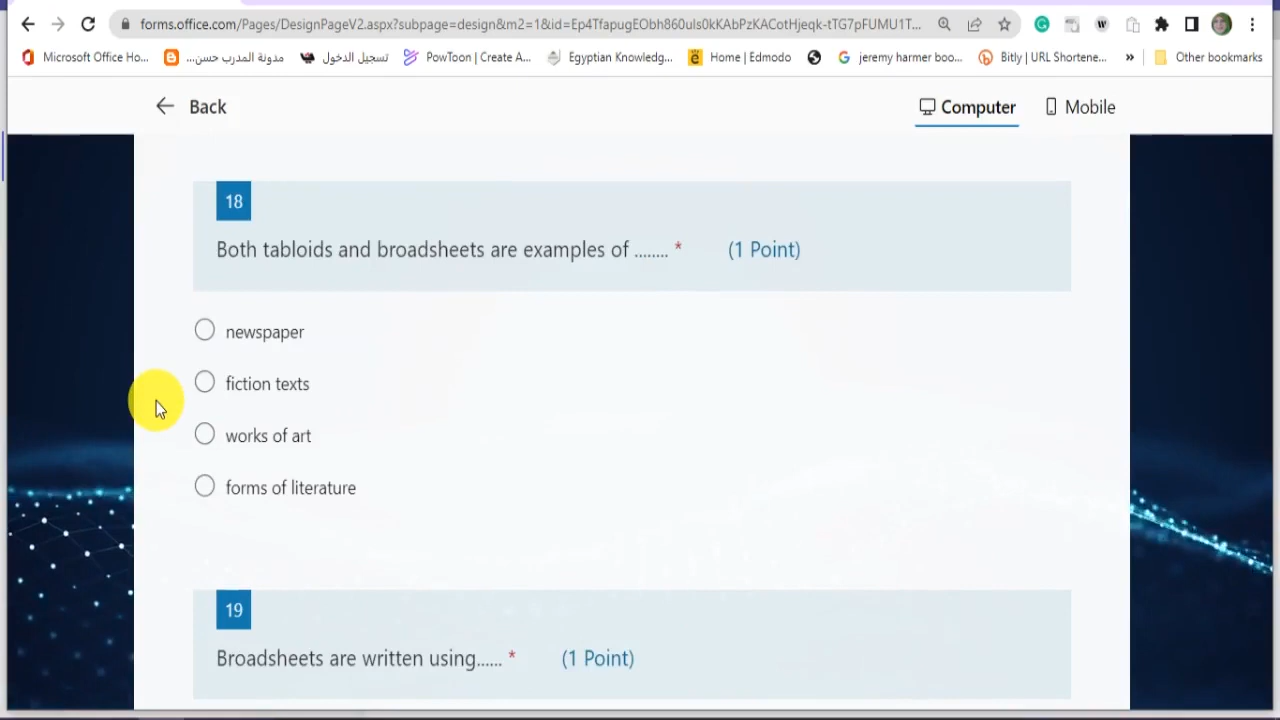 forms.office.com/Pages/DesignPageV2.aspx?subpage=design&m2=1&id=Ep4TfapugEObh860uls0kKAvPzKACotHjeqk-tTG7pFUMU1T...
Microsoft Office Ho... مدونة المدرب حسن... تسجيل الدخول PowToon | Create A... Egyptian Knowledg... Home | Edmodo jeremy harmer boo... Bitly | URL Shortene... » Other bookmarks
Back Computer Mobile
18
Both tabloids and broadsheets are examples of ........ * (1 Point)
newspaper
fiction texts
works of art
forms of literature
19
Broadsheets are written using...... * (1 Point)